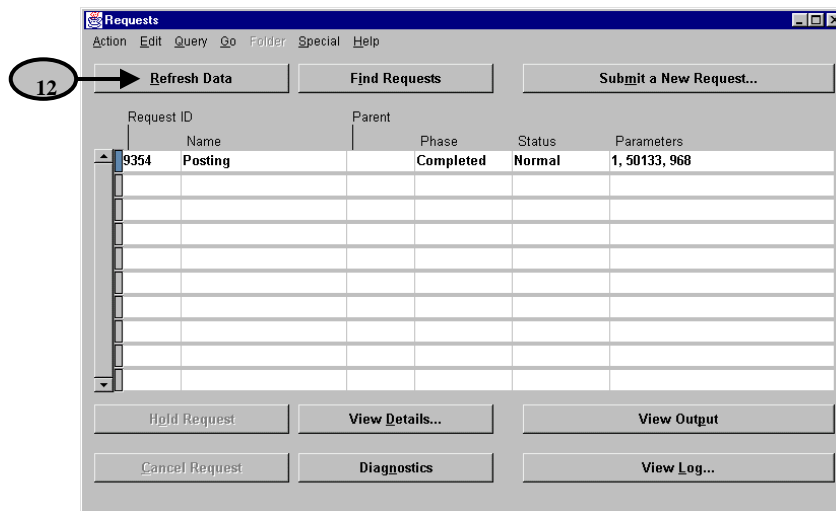 Requests
Action Edit Query Go Folder Special Help
12
Refresh Data Find Requests Submit a New Request...
Request ID Parent
Name Phase Status Parameters
9354 Posting Completed Normal 1, 50133, 968
Hold Request View Details... View Output
Cancel Request Diagnostics View Log...